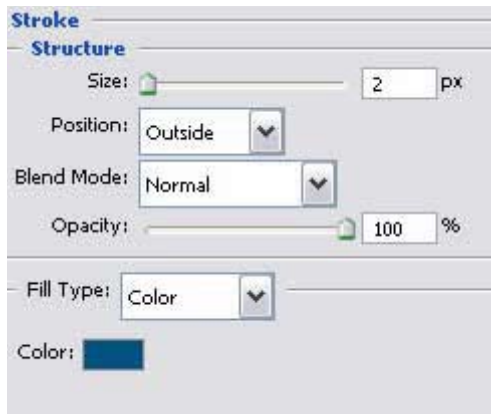 Stroke
Structure
Size: 2 px
Position: Outside
Blend Mode: Normal
Opacity: 100 %
Fill Type: Color
Color: